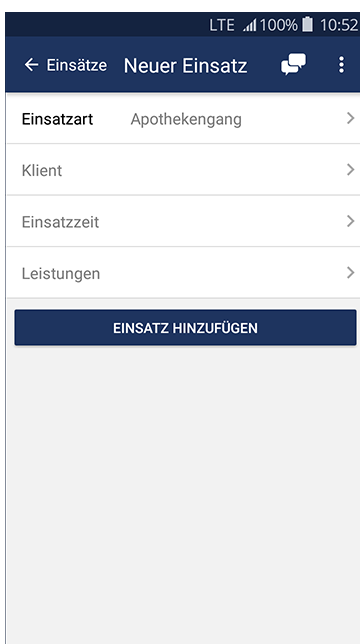 LTE 100% 10:52
← Einsätze Neuer Einsatz
Einsatzart Apothekengang
Klient
Einsatzzeit
Leistungen
EINSATZ HINZUFÜGEN